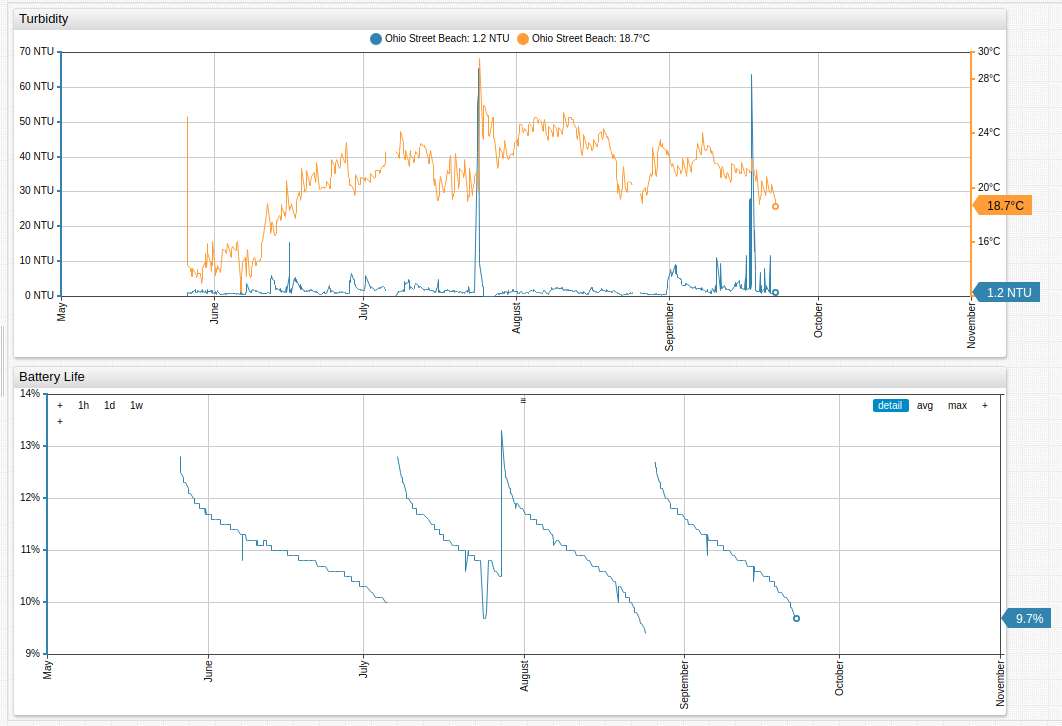 Turbidity
Ohio Street Beach: 1.2 NTU Ohio Street Beach: 18.7°C
70 NTU 30°C
60 NTU 28°C
50 NTU 24°C
40 NTU
30 NTU 20°C
18.7°C
20 NTU 16°C
10 NTU
0 NTU 1.2 NTU
May June July August September October November
Battery Life
14%
+ 1h 1d 1w ≡ detail avg max +
+
13%
12%
11%
10%
9.7%
9%
May June July August September October November